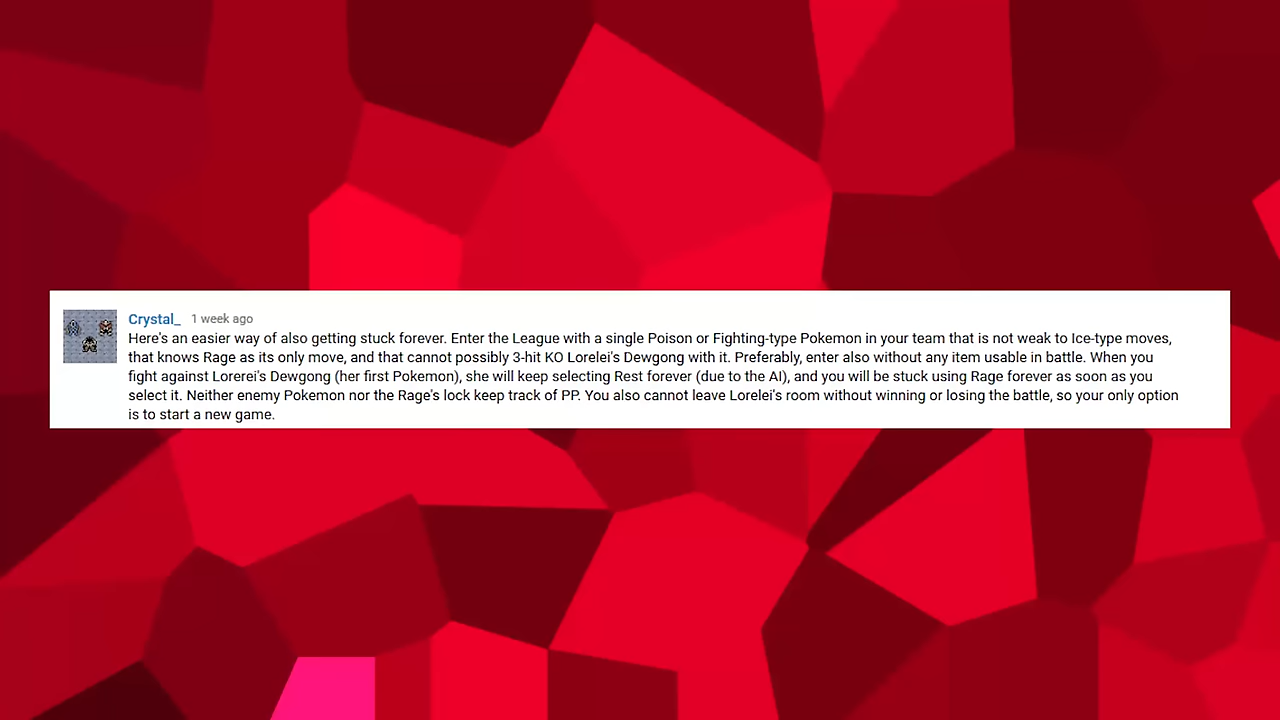 Crystal_ 1 week ago
Here's an easier way of also getting stuck forever. Enter the League with a single Poison or Fighting-type Pokemon in your team that is not weak to Ice-type moves,
that knows Rage as its only move, and that cannot possibly 3-hit KO Lorelei's Dewgong with it. Preferably, enter also without any item usable in battle. When you
fight against Lorerei's Dewgong (her first Pokemon), she will keep selecting Rest forever (due to the AI), and you will be stuck using Rage forever as soon as you
select it. Neither enemy Pokemon nor the Rage's lock keep track of PP. You also cannot leave Lorelei's room without winning or losing the battle, so your only option
is to start a new game.